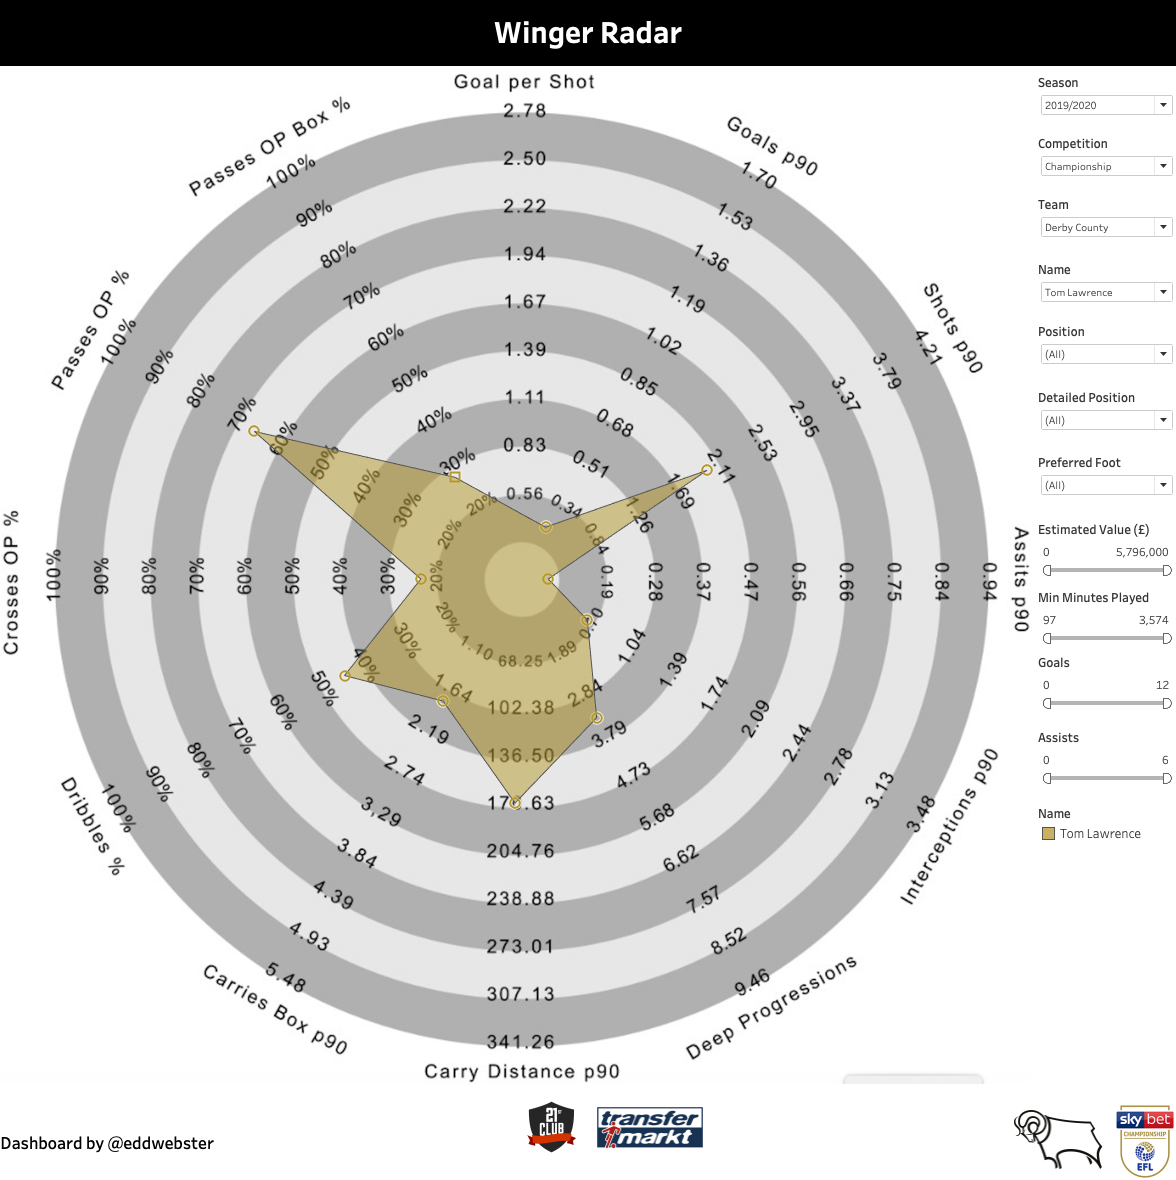 Winger Radar
Goal per Shot
2.78
2.50
2.22
1.94
1.67
1.39
1.11
0.83
0.56
Goals p90
1.70
1.53
1.36
1.19
1.02
0.85
0.68
0.51
0.34
Shots p90
4.21
3.79
3.37
2.95
2.53
2.11
1.69
1.26
0.84
Assits p90
0.94
0.84
0.75
0.66
0.56
0.47
0.37
0.28
0.19
Interceptions p90
3.48
3.13
2.78
2.44
2.09
1.74
1.39
1.04
0.70
Deep Progressions
9.46
8.52
7.57
6.62
5.68
4.73
3.79
2.84
1.89
Carry Distance p90
341.26
307.13
273.01
238.88
204.76
136.50
102.38
68.25
Carries Box p90
5.48
4.93
4.39
3.84
3.29
2.74
2.19
1.64
1.10
Dribbles %
100%
90%
80%
70%
60%
50%
40%
30%
20%
Crosses OP %
100%
90%
80%
70%
60%
50%
40%
30%
20%
Passes OP %
100%
90%
80%
70%
60%
50%
40%
30%
20%
Passes OP Box %
100%
90%
80%
70%
60%
50%
40%
30%
20%
Season
2019/2020
Competition
Championship
Team
Derby County
Name
Tom Lawrence
Position
(All)
Detailed Position
(All)
Preferred Foot
(All)
Estimated Value (£)
0 5,796,000
Min Minutes Played
97 3,574
Goals
0 12
Assists
0 6
Name
Tom Lawrence
Dashboard by @eddwebster
21ST
CLUB
transfer
markt
sky bet
CHAMPIONSHIP
EFL